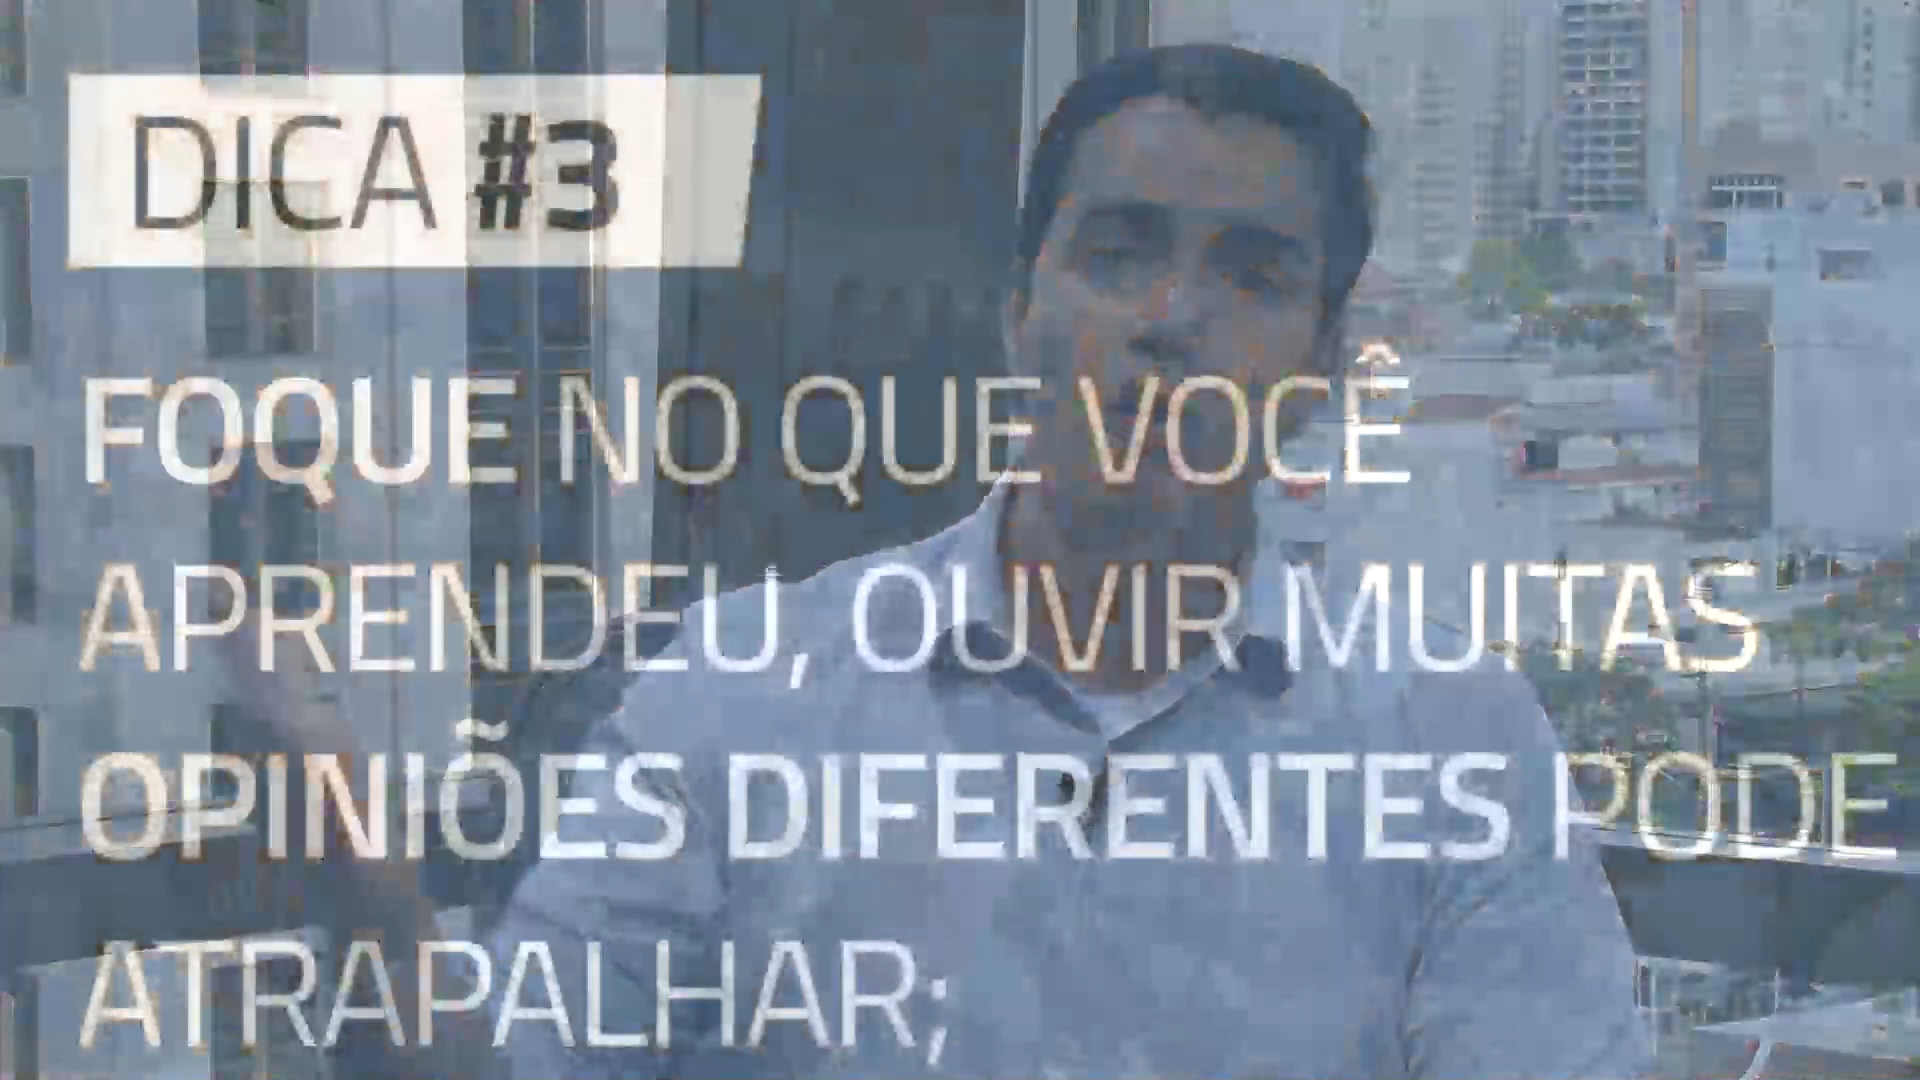 DICA #3
FOQUE NO QUE VOCÊ
APRENDEU, OUVIR MUITAS
OPINIÕES DIFERENTES PODE
ATRAPALHAR;